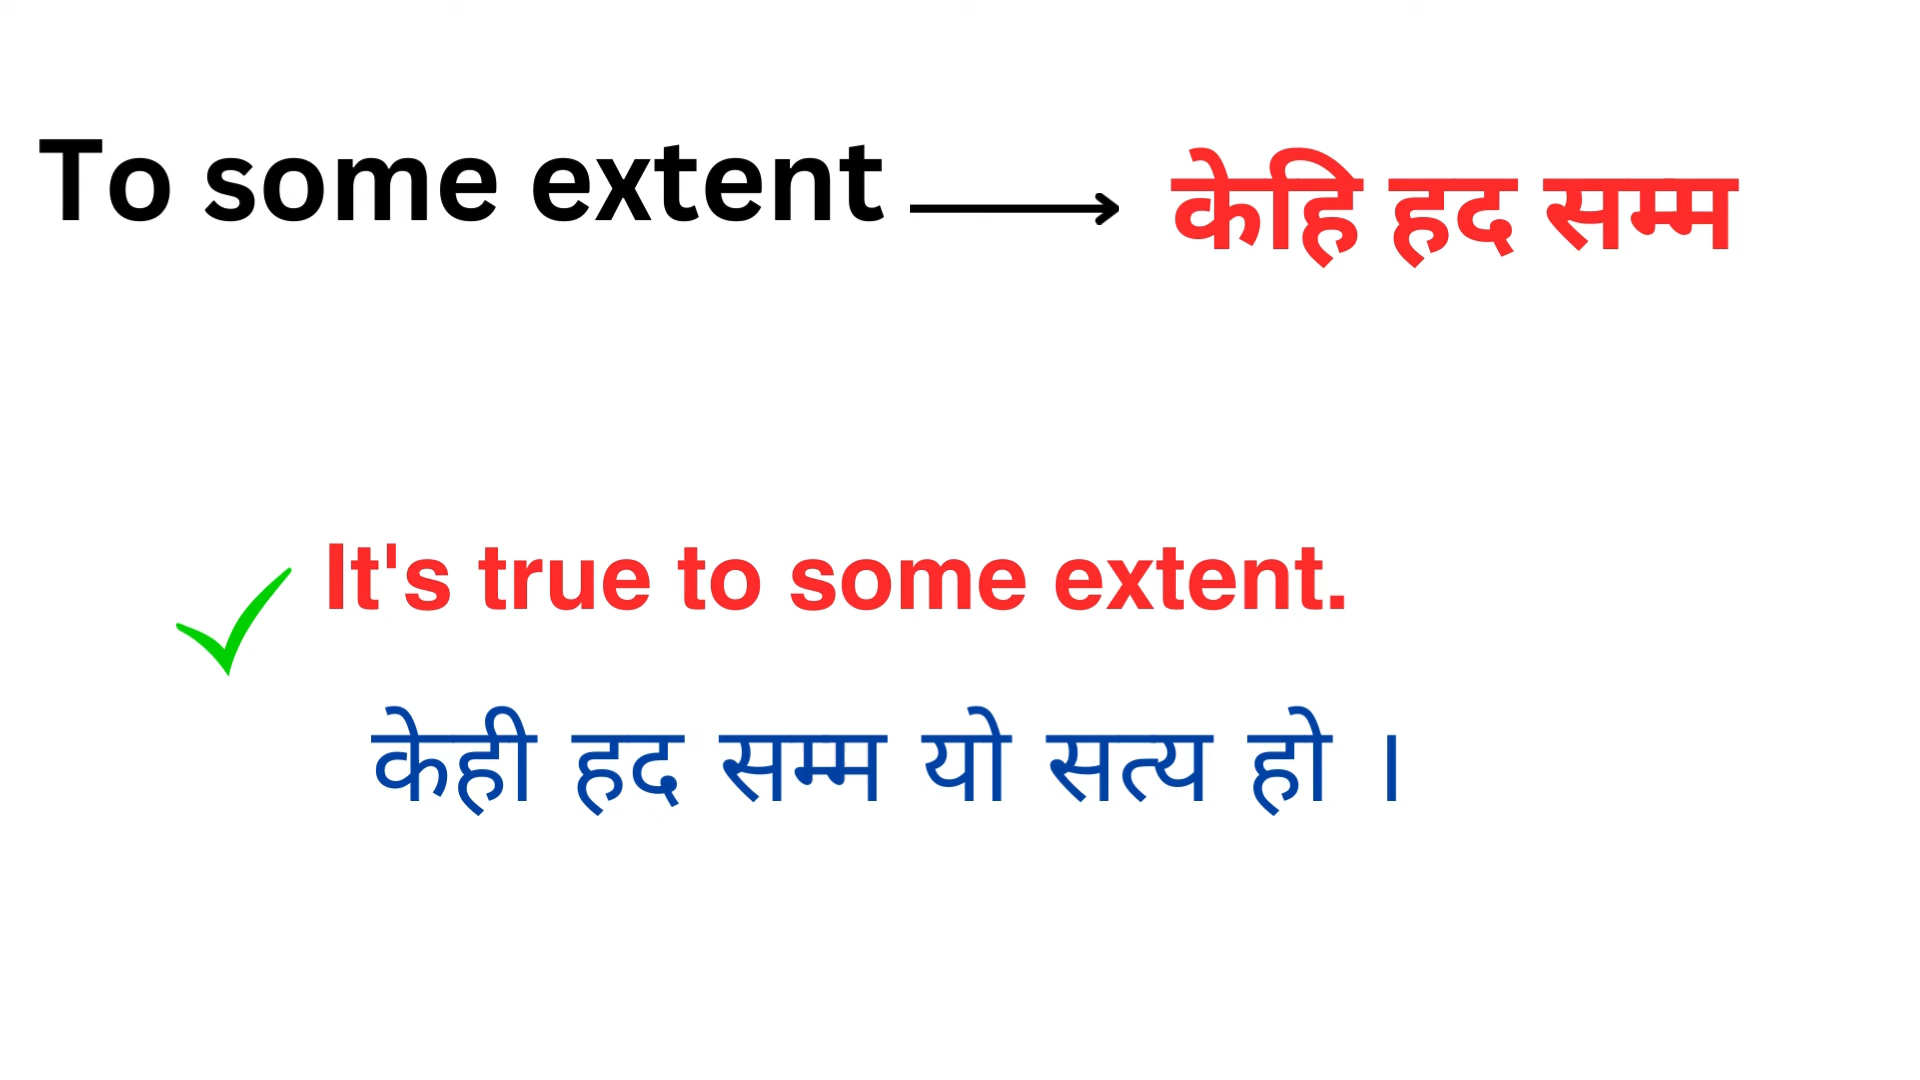 To some extent → केहि हद सम्म
It's true to some extent.
केही हद सम्म यो सत्य हो ।